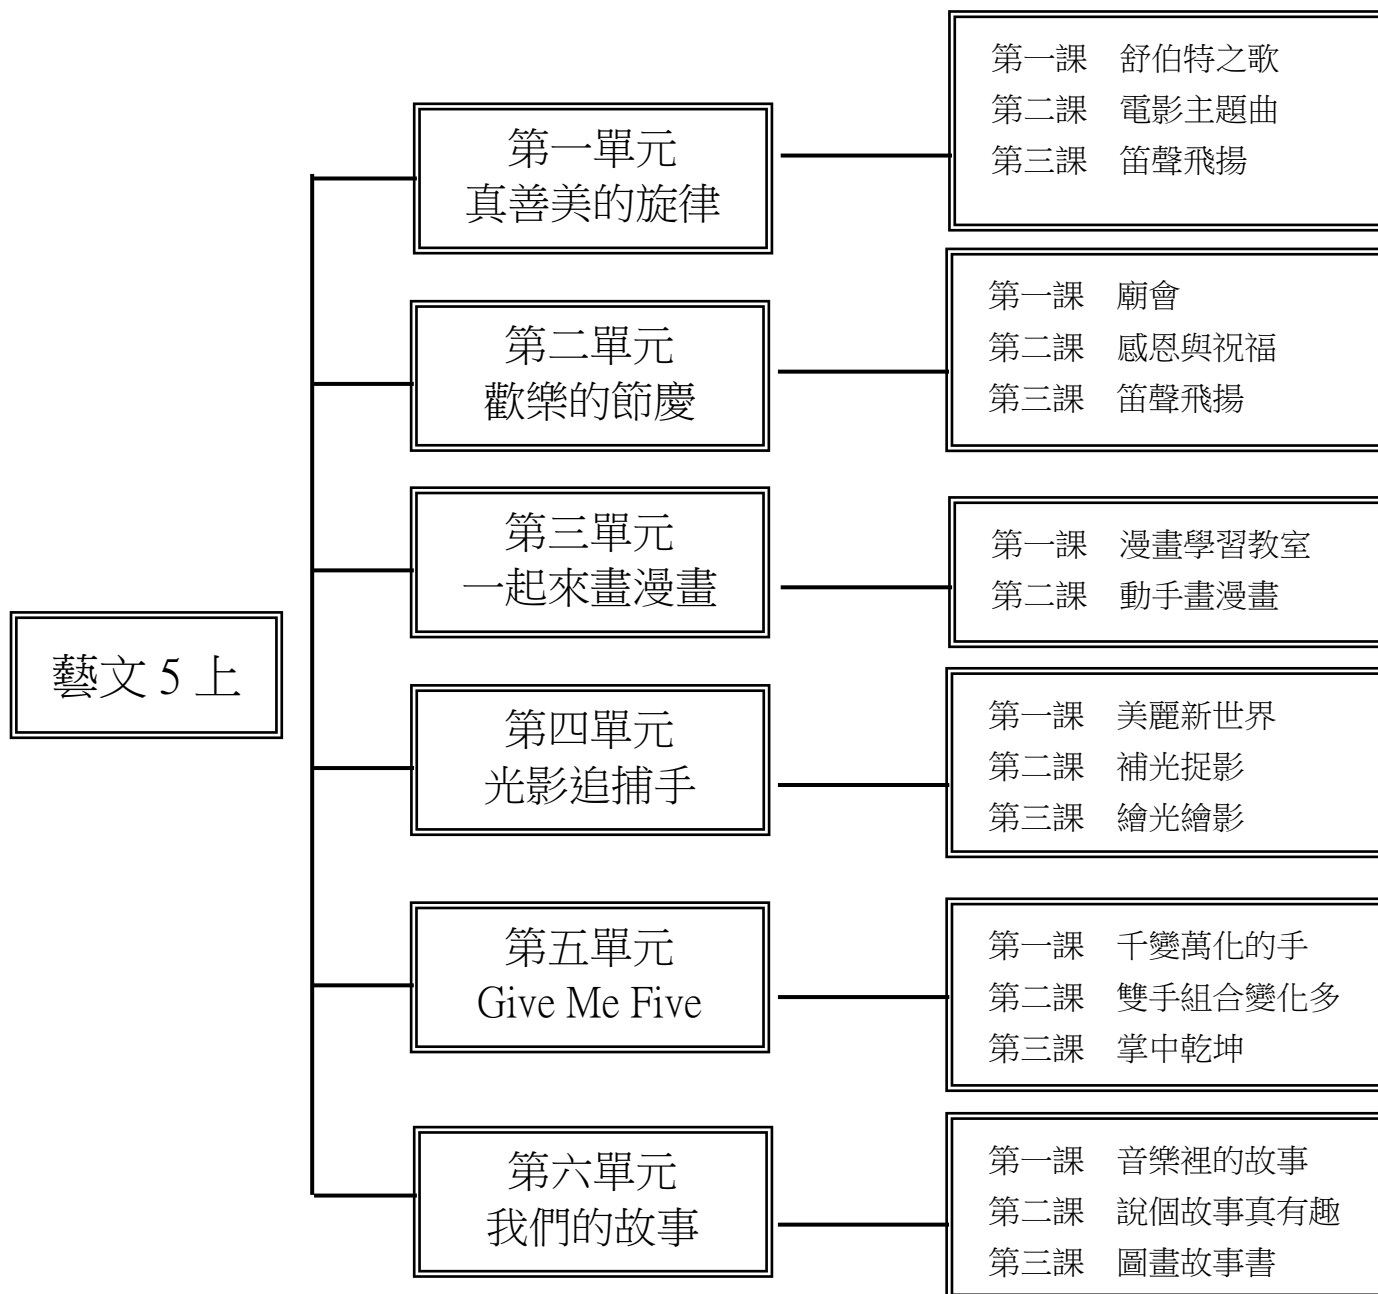 藝文 5 上
第一單元
真善美的旋律
第一課　舒伯特之歌
第二課　電影主題曲
第三課　笛聲飛揚
第二單元
歡樂的節慶
第一課　廟會
第二課　感恩與祝福
第三課　笛聲飛揚
第三單元
一起來畫漫畫
第一課　漫畫學習教室
第二課　動手畫漫畫
第四單元
光影追捕手
第一課　美麗新世界
第二課　補光捉影
第三課　繪光繪影
第五單元
Give Me Five
第一課　千變萬化的手
第二課　雙手組合變化多
第三課　掌中乾坤
第六單元
我們的故事
第一課　音樂裡的故事
第二課　說個故事真有趣
第三課　圖畫故事書